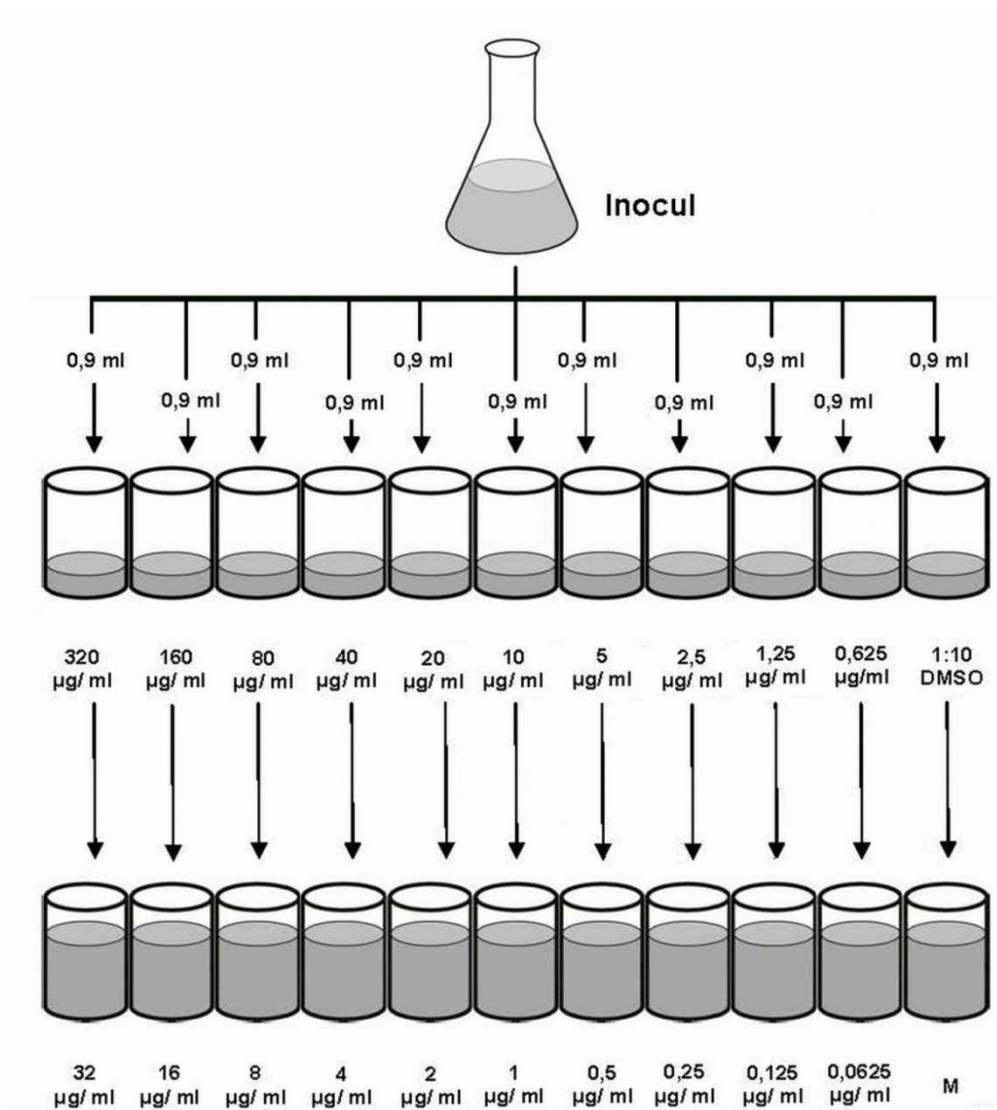 Inocul
0,9 ml 0,9 ml 0,9 ml 0,9 ml 0,9 ml 0,9 ml
0,9 ml 0,9 ml 0,9 ml 0,9 ml 0,9 ml
320 160 80 40 20 10 5 2,5 1,25 0,625 1:10
µg/ ml µg/ ml µg/ ml µg/ ml µg/ ml µg/ ml µg/ ml µg/ ml µg/ ml µg/ml DMSO
32 16 8 4 2 1 0,5 0,25 0,125 0,0625 M
µg/ ml µg/ ml µg/ ml µg/ ml µg/ ml µg/ ml µg/ ml µg/ ml µg/ ml µg/ ml